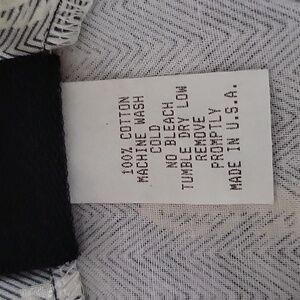 100% COTTON
MACHINE WASH
COLD
NO BLEACH
TUMBLE DRY LOW
REMOVE
PROMPTLY
MADE IN U.S.A.